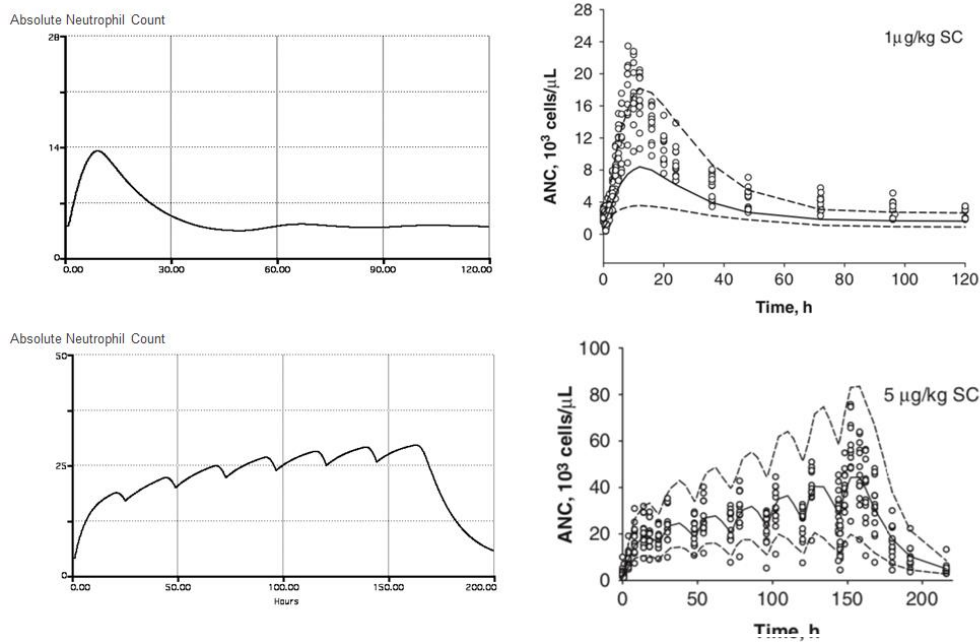 Absolute Neutrophil Count
28
14
0
0.00 30.00 60.00 90.00 120.00
1µg/kg SC
ANC, 10³ cells/µL
28
24
20
16
12
8
4
0
0 20 40 60 80 100 120
Time, h
Absolute Neutrophil Count
50
25
0
0.00 50.00 100.00 150.00 200.00
Hours
5 µg/kg SC
ANC, 10³ cells/µL
100
80
60
40
20
0
0 50 100 150 200
Time, h